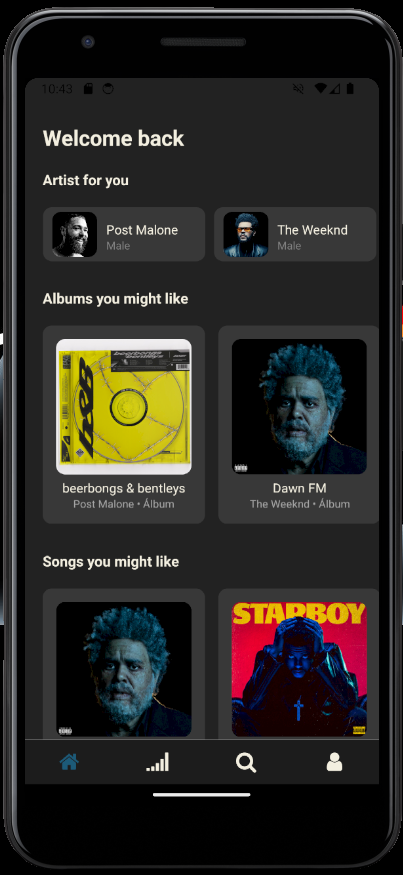 10:43
Welcome back
Artist for you
Post Malone
Male
The Weeknd
Male
Albums you might like
beerbongs & bentleys
Post Malone • Álbum
Dawn FM
The Weeknd • Álbum
Songs you might like
STARBOY